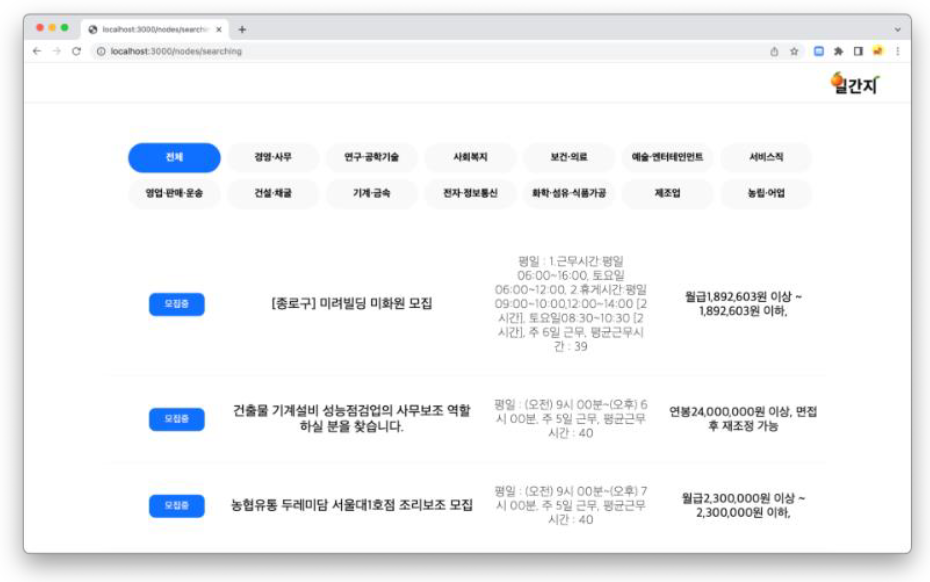 localhost:3000/nodes/searchin
localhost:3000/nodes/searching
일간지
전체 경영·사무 연구·공학기술 사회복지 보건·의료 예술·엔터테인먼트 서비스직
영업·판매·운송 건설·채굴 기계·금속 전자·정보통신 화학·섬유·식품가공 제조업 농림·어업
평일 : 1.근무시간:평일
06:00~16:00, 토요일
06:00~12:00, 2.휴게시간:평일
09:00~10:00,12:00~14:00 [2
시간], 토요일08:30~10:30 [2
시간], 주 6일 근무, 평균근무시
간 : 39
모집중
[종로구] 미려빌딩 미화원 모집
월급1,892,603원 이상 ~
1,892,603원 이하,
모집중
건출물 기계설비 성능점검업의 사무보조 역할
하실 분을 찾습니다.
평일 : (오전) 9시 00분~(오후) 6
시 00분, 주 5일 근무, 평균근무
시간 : 40
연봉24,000,000원 이상, 면접
후 재조정 가능
모집중
농협유통 두레미담 서울대1호점 조리보조 모집
평일 : (오전) 9시 00분~(오후) 7
시 00분, 주 5일 근무, 평균근무
시간 : 40
월급2,300,000원 이상 ~
2,300,000원 이하,